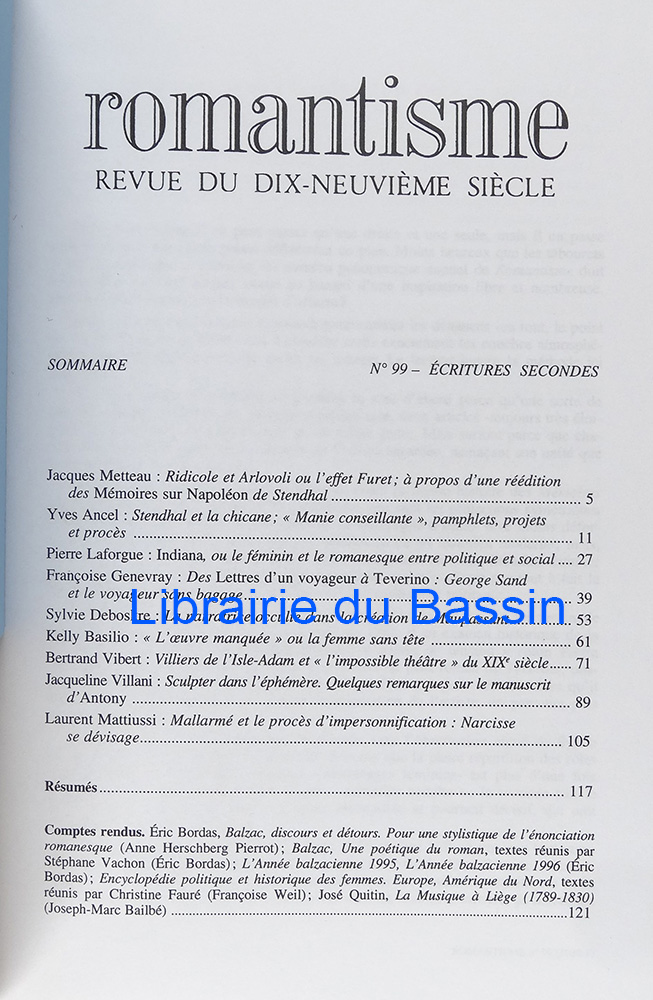 romantisme
REVUE DU DIX-NEUVIÈME SIÈCLE
SOMMAIRE
N° 99 – ÉCRITURES SECONDES
Jacques Metteau : Ridicole et Arlovoli ou l'effet Furet ; à propos d'une réédition
des Mémoires sur Napoléon de Stendhal ........ 5
Yves Ancel : Stendhal et la chicane ; « Manie conseillante », pamphlets, projets
et procès ........ 11
Pierre Laforgue : Indiana, ou le féminin et le romanesque entre politique et social .... 27
Françoise Genevray : Des Lettres d'un voyageur à Teverino : George Sand
et le voyageur sans bagage ........ 39
Librairie du Bassin
Sylvie : La dans la création de Maupassant ........ 53
Kelly Basilio : « L'œuvre manquée » ou la femme sans tête ........ 61
Bertrand Vibert : Villiers de l'Isle-Adam et « l'impossible théâtre » du XIXe siècle...... 71
Jacqueline Villani : Sculpter dans l'éphémère. Quelques remarques sur le manuscrit
d'Antony ........ 89
Laurent Mattiussi : Mallarmé et le procès d'impersonnification : Narcisse
se dévisage........ 105
Résumés........ 117
Comptes rendus. Éric Bordas, Balzac, discours et détours. Pour une stylistique de l'énonciation
romanesque (Anne Herschberg Pierrot) ; Balzac, Une poétique du roman, textes réunis par
Stéphane Vachon (Éric Bordas) ; L'Année balzacienne 1995, L'Année balzacienne 1996 (Éric
Bordas) ; Encyclopédie politique et historique des femmes. Europe, Amérique du Nord, textes
réunis par Christine Fauré (Françoise Weil) ; José Quitin, La Musique à Liège (1789-1830)
(Joseph-Marc Bailbé) ........ 121